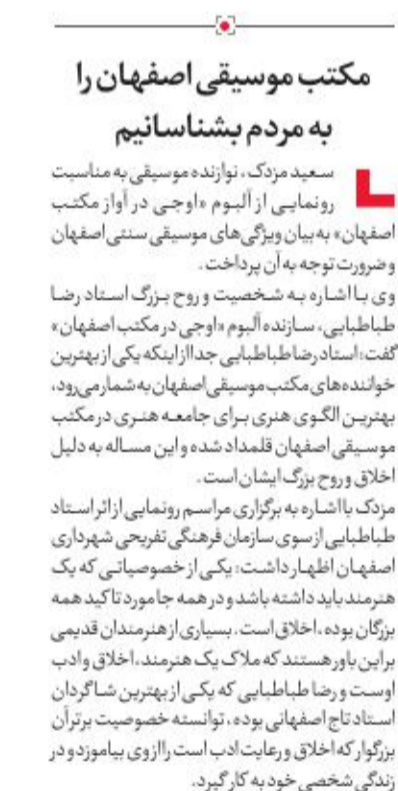 مکتب موسیقی اصفهان را
به مردم بشناسانیم
سعید مزدک، نوازنده موسیقی به مناسبت
رونمایی از آلبوم «اوجی در آواز مکتب
اصفهان» به بیان ویژگی‌های موسیقی سنتی اصفهان
و ضرورت توجه به آن پرداخت.
وی با اشاره به شخصیت و روح بزرگ استاد رضا
طباطبایی، سازنده آلبوم «اوجی در مکتب اصفهان»
گفت: استاد رضا طباطبایی جدا از اینکه یکی از بهترین
خواننده‌های مکتب موسیقی اصفهان به شمار می‌رود،
بهترین الگوی هنری برای جامعه هنری در مکتب
موسیقی اصفهان قلمداد شده و این مساله به دلیل
اخلاق و روح بزرگ ایشان است.
مزدک با اشاره به برگزاری مراسم رونمایی از اثر استاد
طباطبایی از سوی سازمان فرهنگی تفریحی شهرداری
اصفهان اظهار داشت: یکی از خصوصیاتی که یک
هنرمند باید داشته باشد و در همه جا مورد تاکید همه
بزرگان بوده، اخلاق است. بسیاری از هنرمندان قدیمی
براین باور هستند که ملاک یک هنرمند، اخلاق و ادب
اوست و رضا طباطبایی که یکی از بهترین شاگردان
استاد تاج اصفهانی بوده، توانسته خصوصیت برتر آن
بزرگوار که اخلاق و رعایت ادب است را از وی بیاموزد و در
زندگی شخصی خود به کار گیرد.